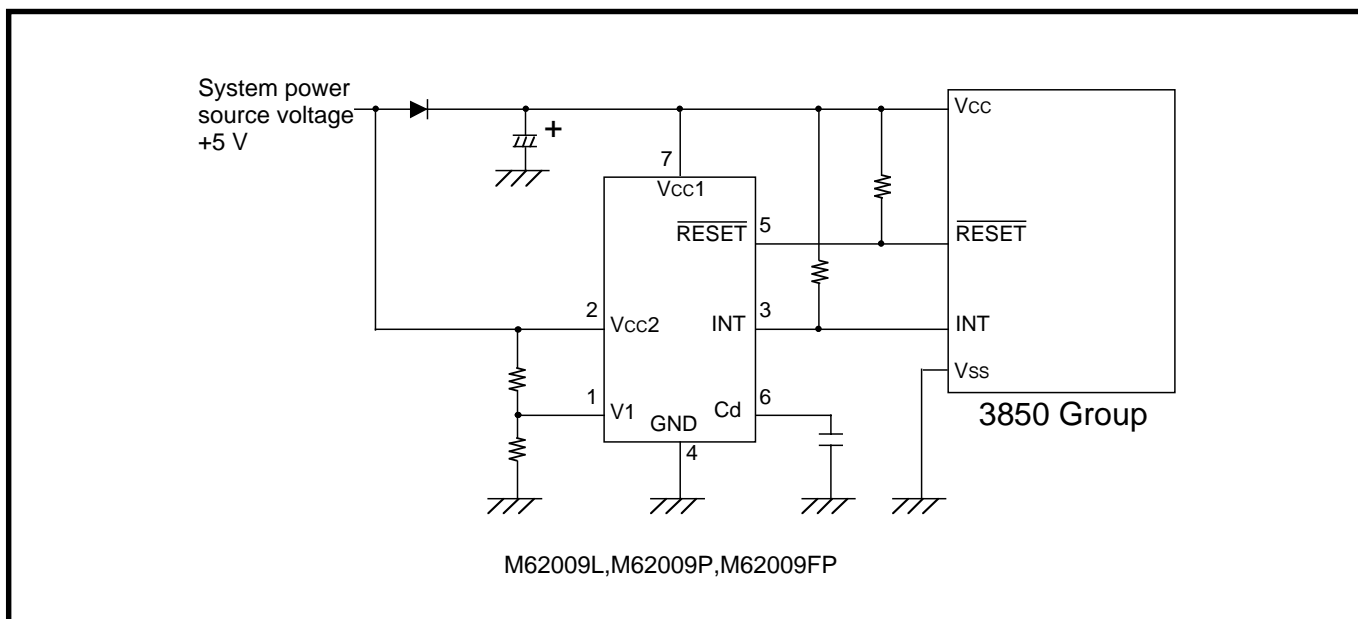 System power
source voltage
+5 V
+
7
VCC1
RESET
5
2
VCC2
INT
3
1
V1
GND
Cd
6
4
VCC
RESET
INT
VSS
3850 Group
M62009L,M62009P,M62009FP